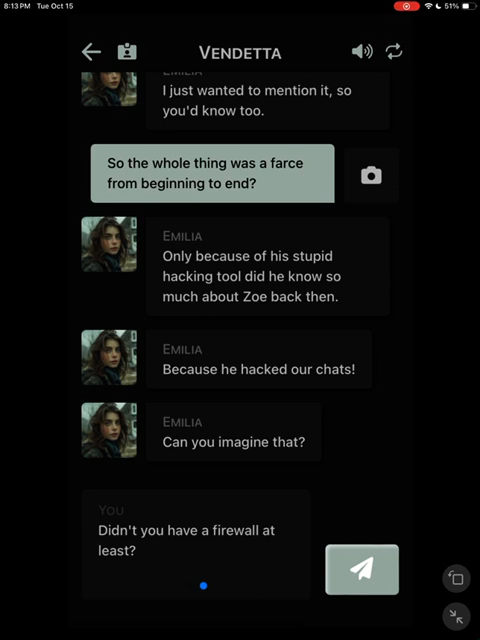 8:13 PM Tue Oct 15
51%
VENDETTA
EMILIA
I just wanted to mention it, so
you'd know too.
So the whole thing was a farce
from beginning to end?
EMILIA
Only because of his stupid
hacking tool did he know so
much about Zoe back then.
EMILIA
Because he hacked our chats!
EMILIA
Can you imagine that?
YOU
Didn't you have a firewall at
least?